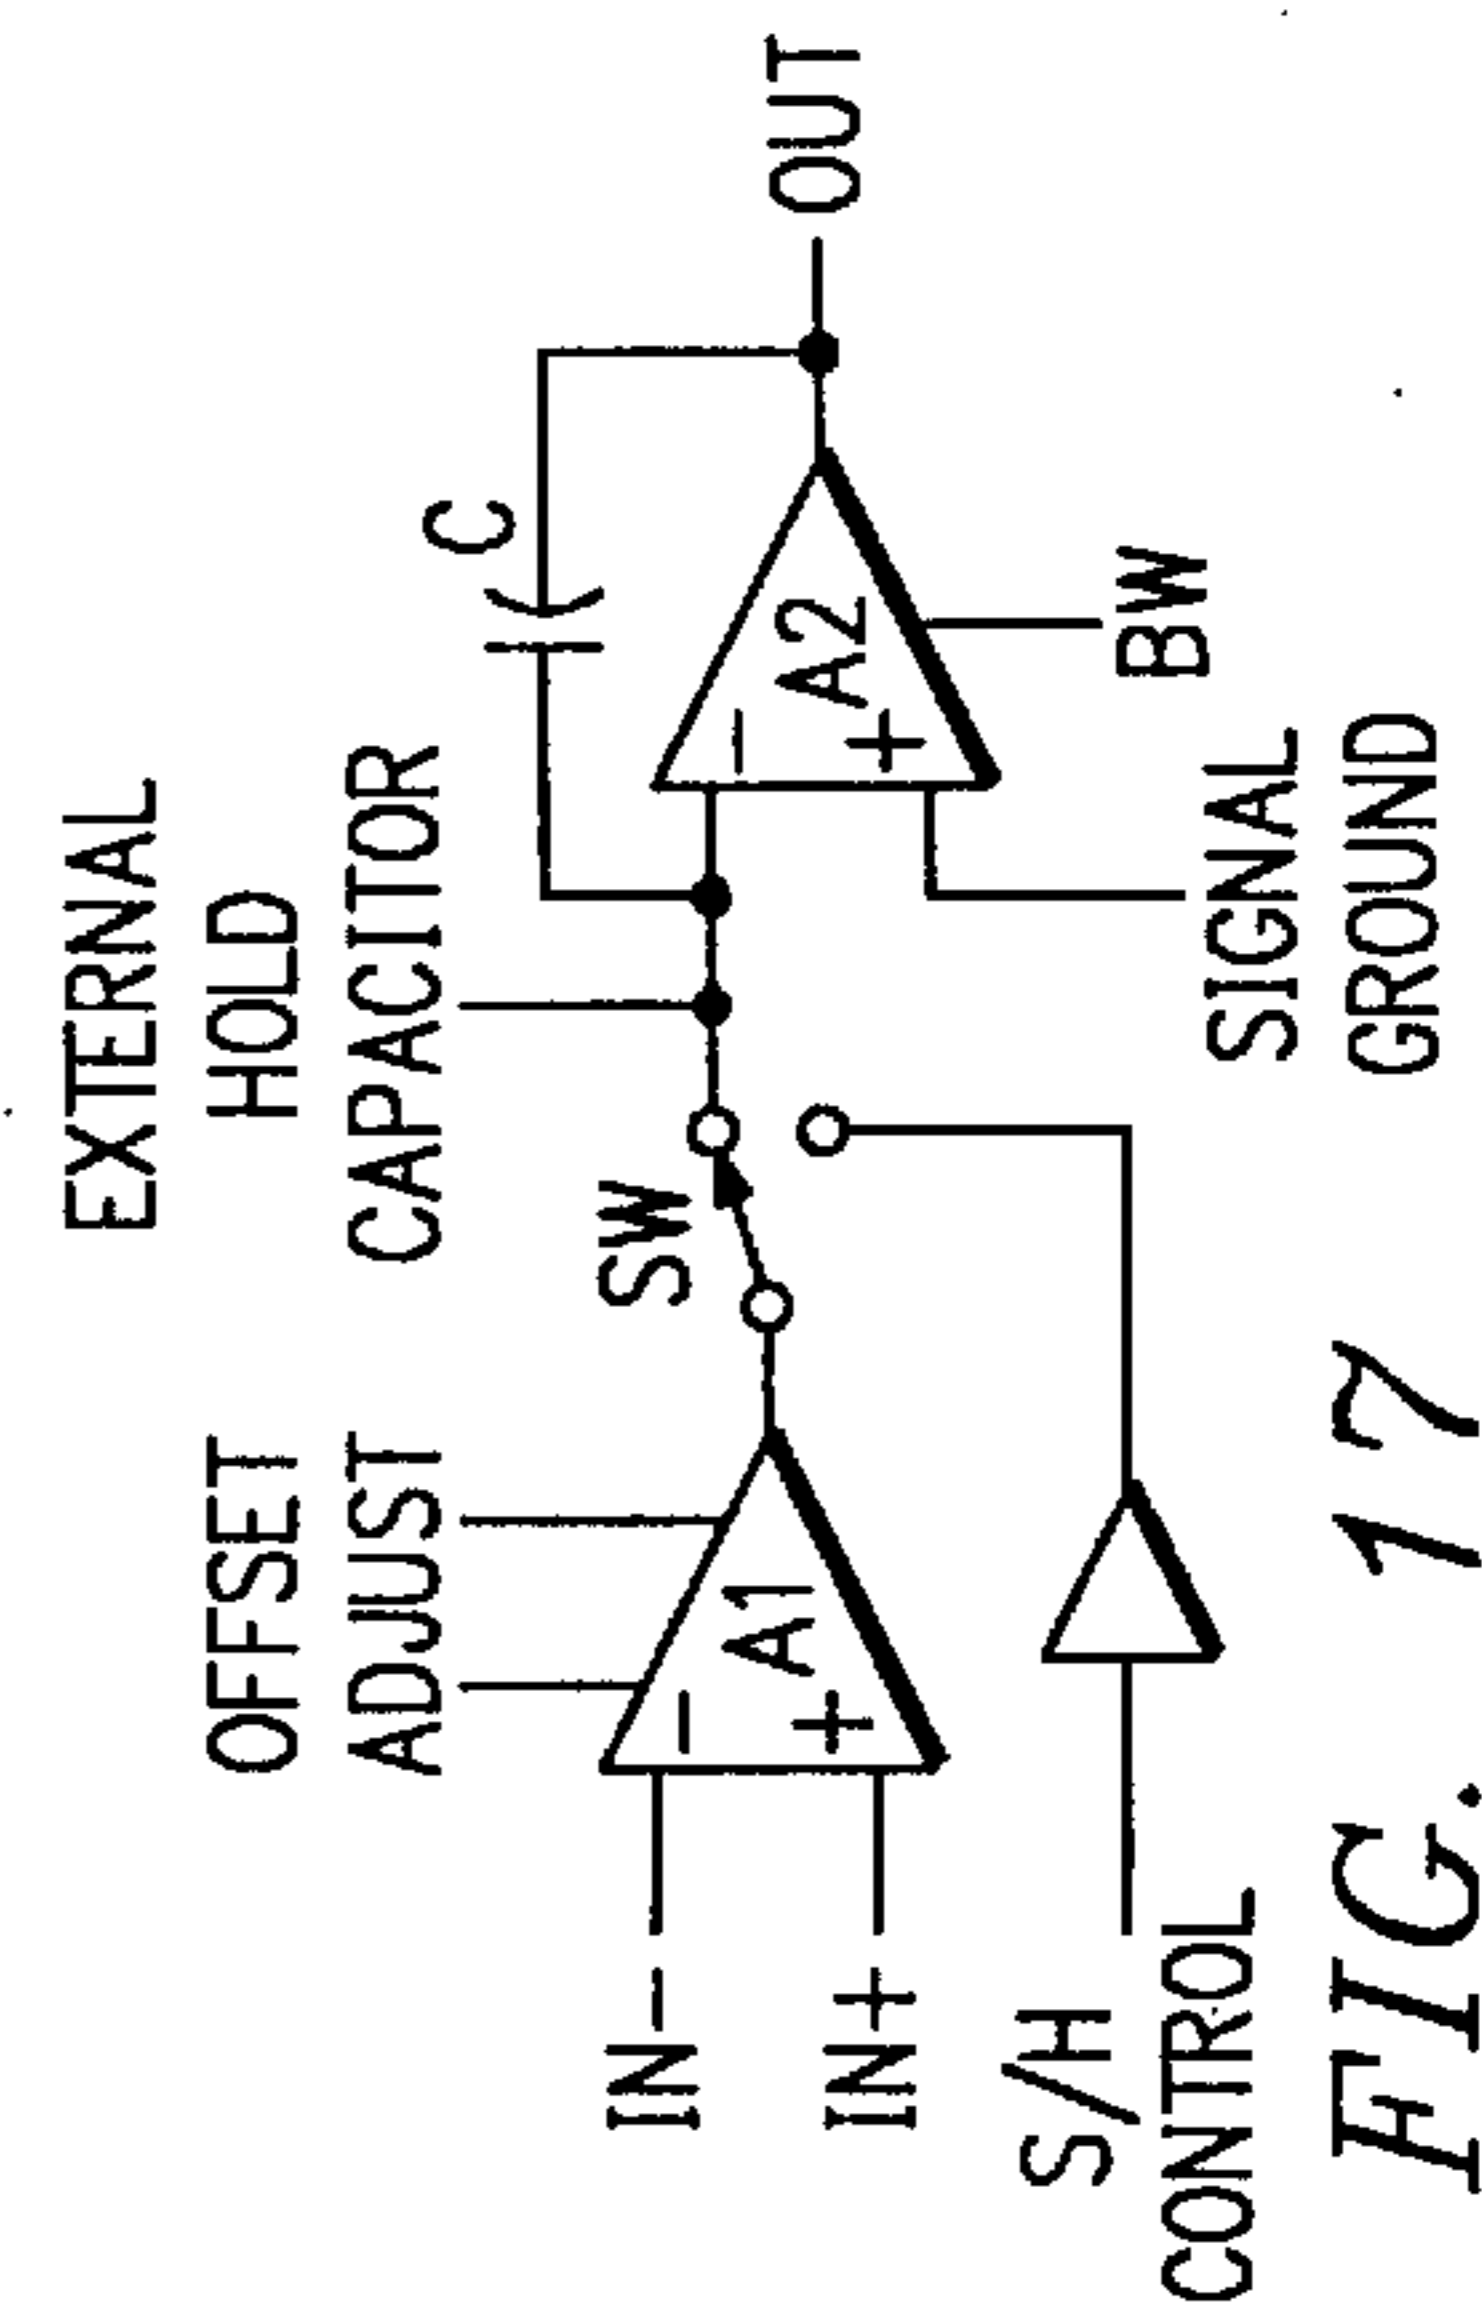 EXTERNAL
HOLD
CAPACITOR
OFFSET
ADJUST
C
SW
IN-
-
-
A1
A2
OUT
IN+
+
+
S/H
CONTROL
BW
SIGNAL
GROUND
FIG. 17